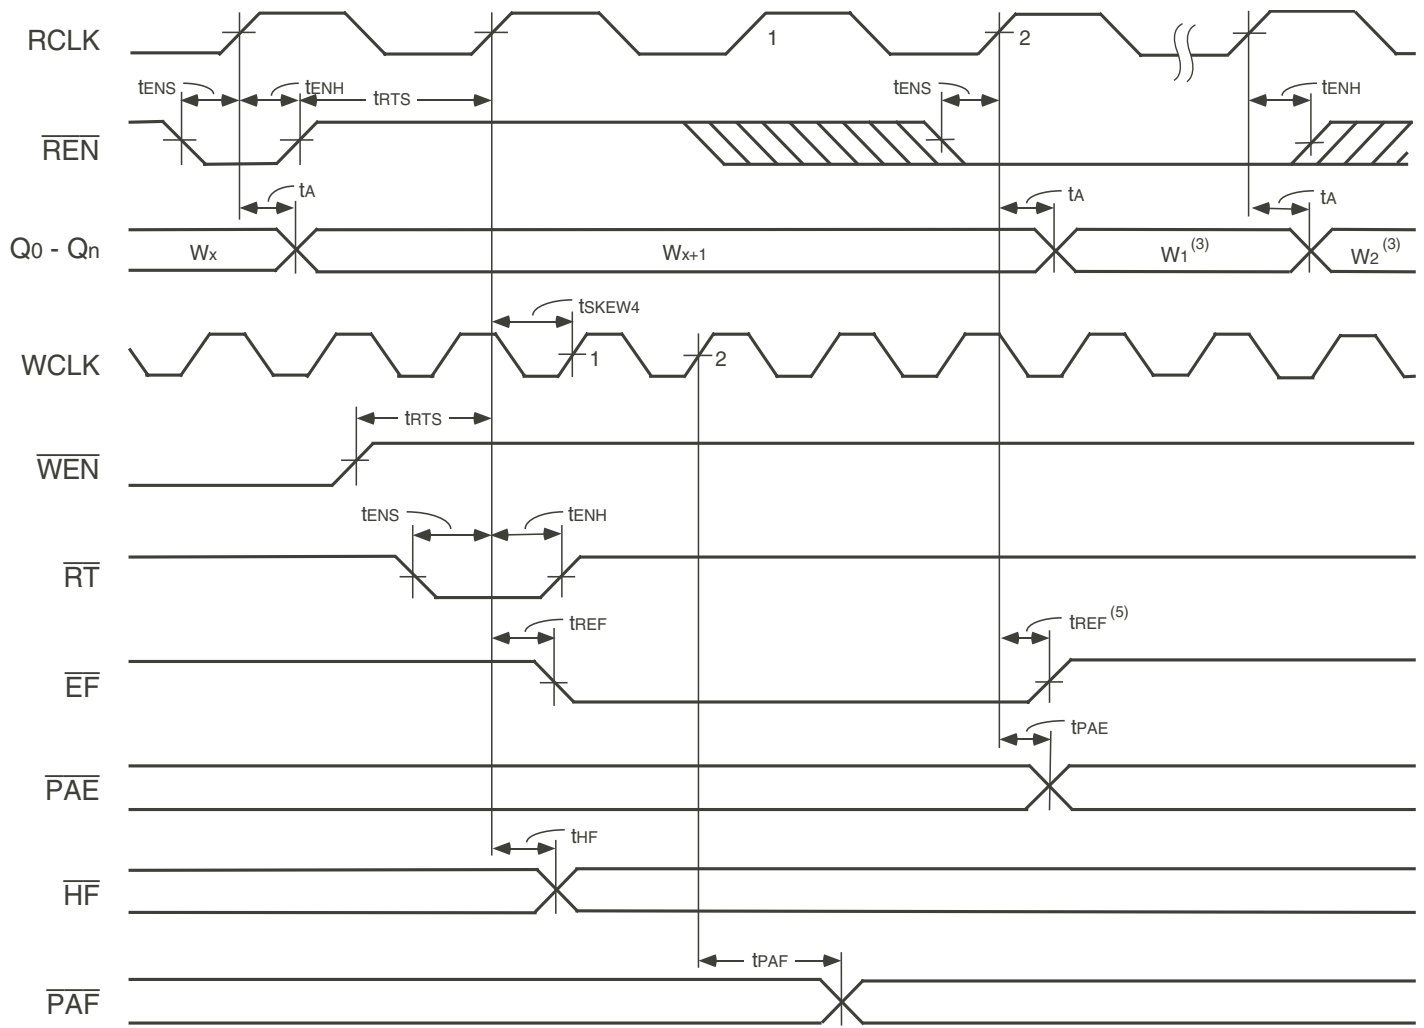 RCLK 1 2
tENS tENH tRTS tENS tENH
REN
tA tA tA
Q0 - Qn Wx Wx+1 W1 (3) W2 (3)
tSKEW4
WCLK 1 2
tRTS
WEN
tENS tENH
RT
tREF tREF (5)
EF
tPAE
PAE
tHF
HF
tPAF
PAF